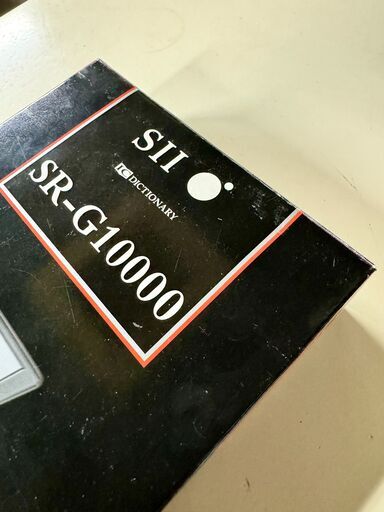 SII
IC DICTIONARY
SR-G10000